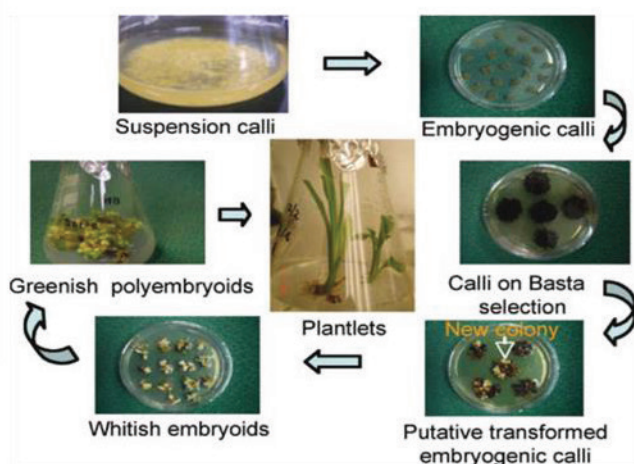 Suspension calli
Embryogenic calli
Greenish polyembryoids
Plantlets
Calli on Basta
selection
New colony
Whitish embryoids
Putative transformed
embryogenic calli